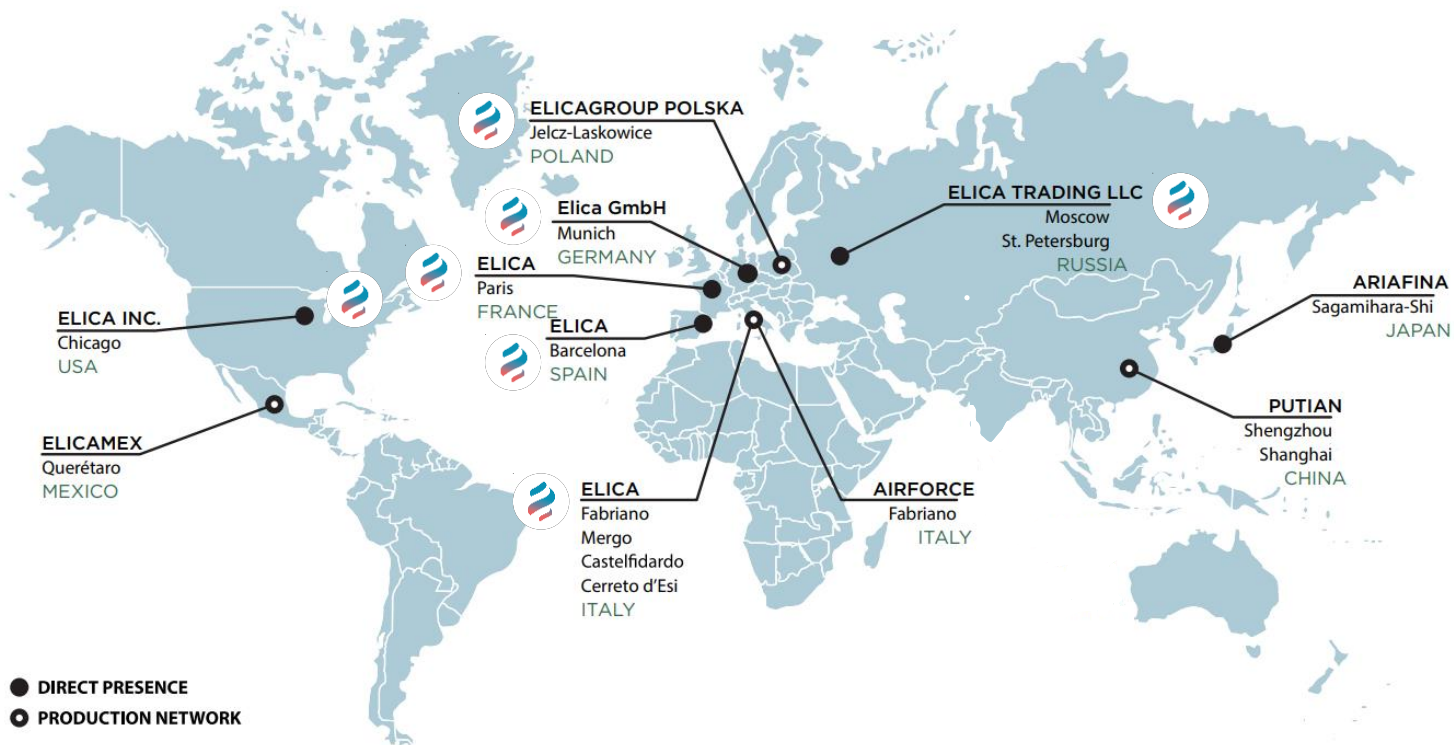 ELICAGROUP POLSKA
Jelcz-Laskowice
POLAND
Elica GmbH
Munich
GERMANY
ELICA
Paris
FRANCE
ELICA
Barcelona
SPAIN
ELICA TRADING LLC
Moscow
St. Petersburg
RUSSIA
ARIAFINA
Sagamihara-Shi
JAPAN
ELICA INC.
Chicago
USA
PUTIAN
Shengzhou
Shanghai
CHINA
ELICAMEX
Querétaro
MEXICO
ELICA
Fabriano
Mergo
Castelfidardo
Cerreto d'Esi
ITALY
AIRFORCE
Fabriano
ITALY
DIRECT PRESENCE
PRODUCTION NETWORK